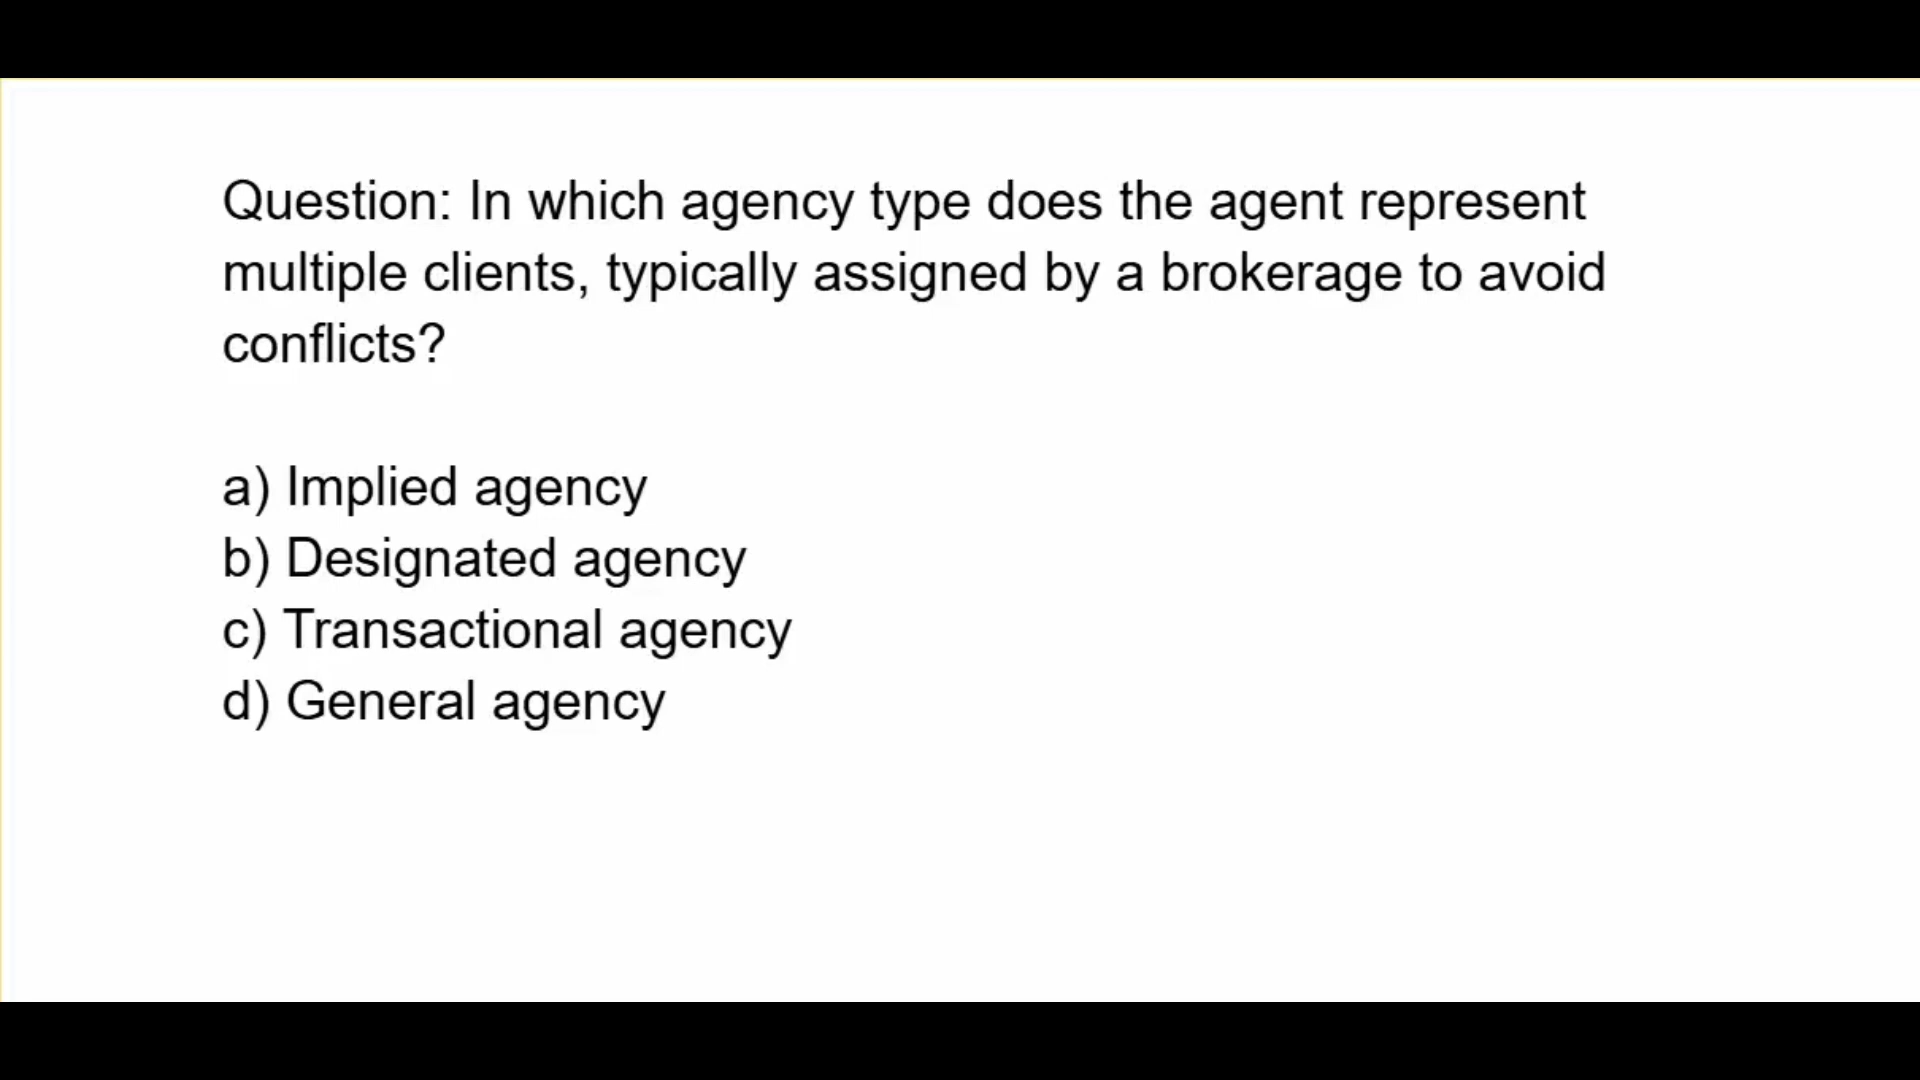 Question: In which agency type does the agent represent
multiple clients, typically assigned by a brokerage to avoid
conflicts?
a) Implied agency
b) Designated agency
c) Transactional agency
d) General agency